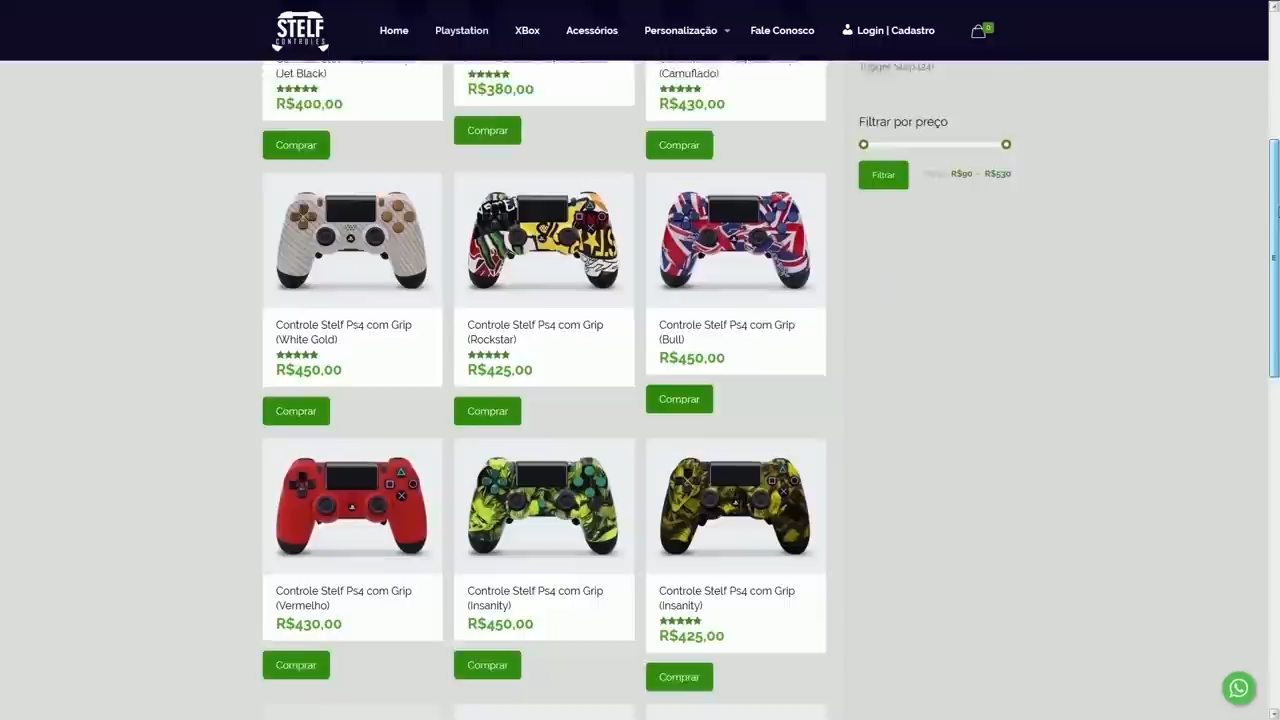 STELF
CONTROLES
Home
Playstation
XBox
Acessórios
Personalização
Fale Conosco
Login | Cadastro
0
(Jet Black)
R$400,00
Comprar
R$380,00
Comprar
(Camuflado)
R$430,00
Comprar
Filtrar por preço
Filtrar
R$90 - R$530
Controle Stelf Ps4 com Grip
(White Gold)
R$450,00
Comprar
Controle Stelf Ps4 com Grip
(Rockstar)
R$425,00
Comprar
Controle Stelf Ps4 com Grip
(Bull)
R$450,00
Comprar
Controle Stelf Ps4 com Grip
(Vermelho)
R$430,00
Comprar
Controle Stelf Ps4 com Grip
(Insanity)
R$450,00
Comprar
Controle Stelf Ps4 com Grip
(Insanity)
R$425,00
Comprar